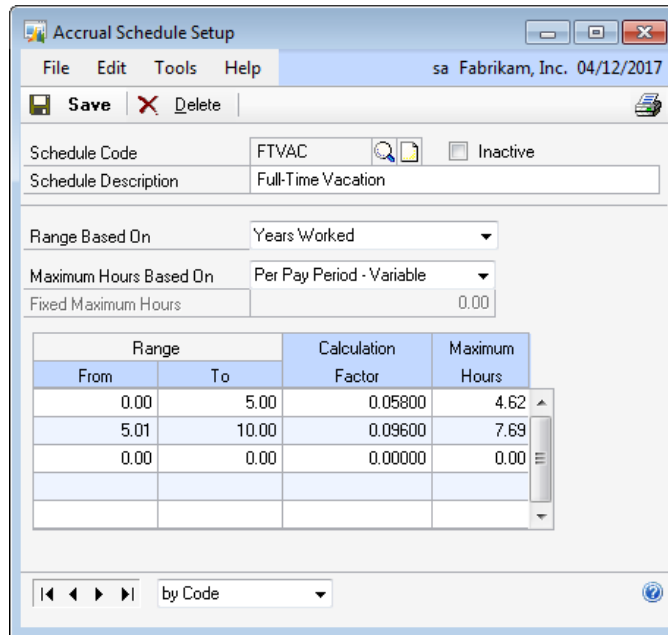 Accrual Schedule Setup
File Edit Tools Help sa Fabrikam, Inc. 04/12/2017
Save Delete
Schedule Code FTVAC Inactive
Schedule Description Full-Time Vacation
Range Based On Years Worked
Maximum Hours Based On Per Pay Period - Variable
Fixed Maximum Hours 0.00
Range Calculation Maximum
From To Factor Hours
0.00 5.00 0.05800 4.62
5.01 10.00 0.09600 7.69
0.00 0.00 0.00000 0.00
by Code